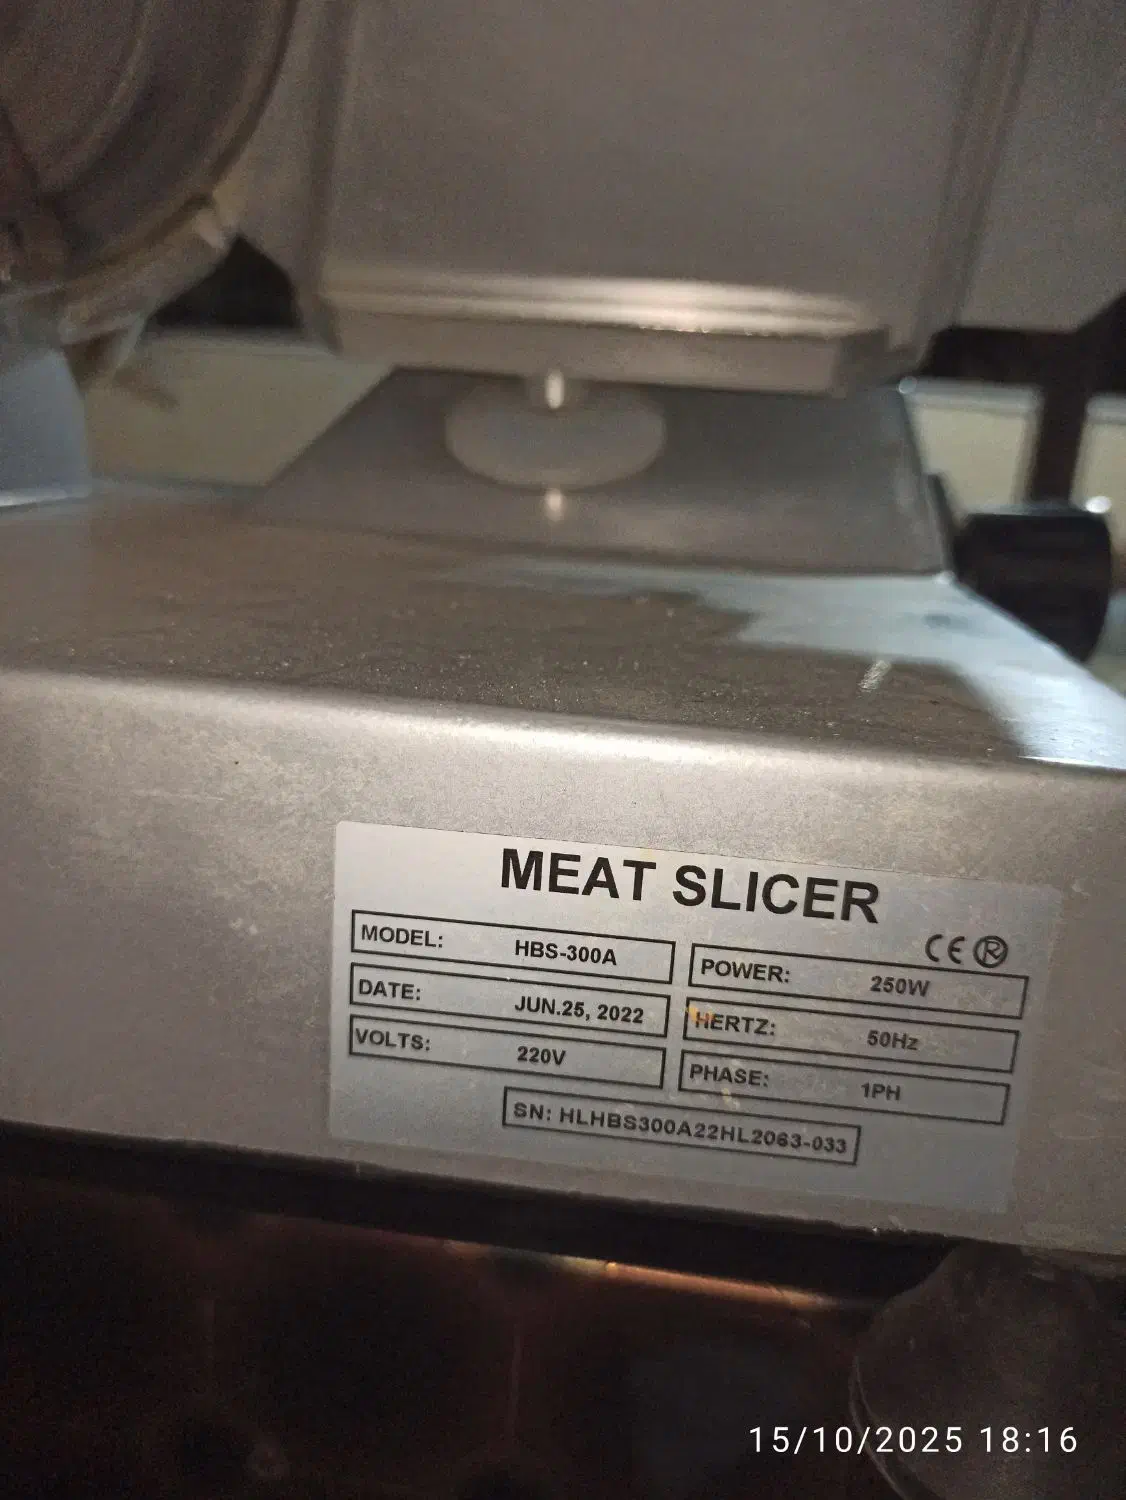 MEAT SLICER
CE ®
MODEL: HBS-300A
POWER: 250W
DATE: JUN.25, 2022
HERTZ: 50Hz
VOLTS: 220V
PHASE: 1PH
SN: HLHBS300A22HL2063-033
15/10/2025 18:16